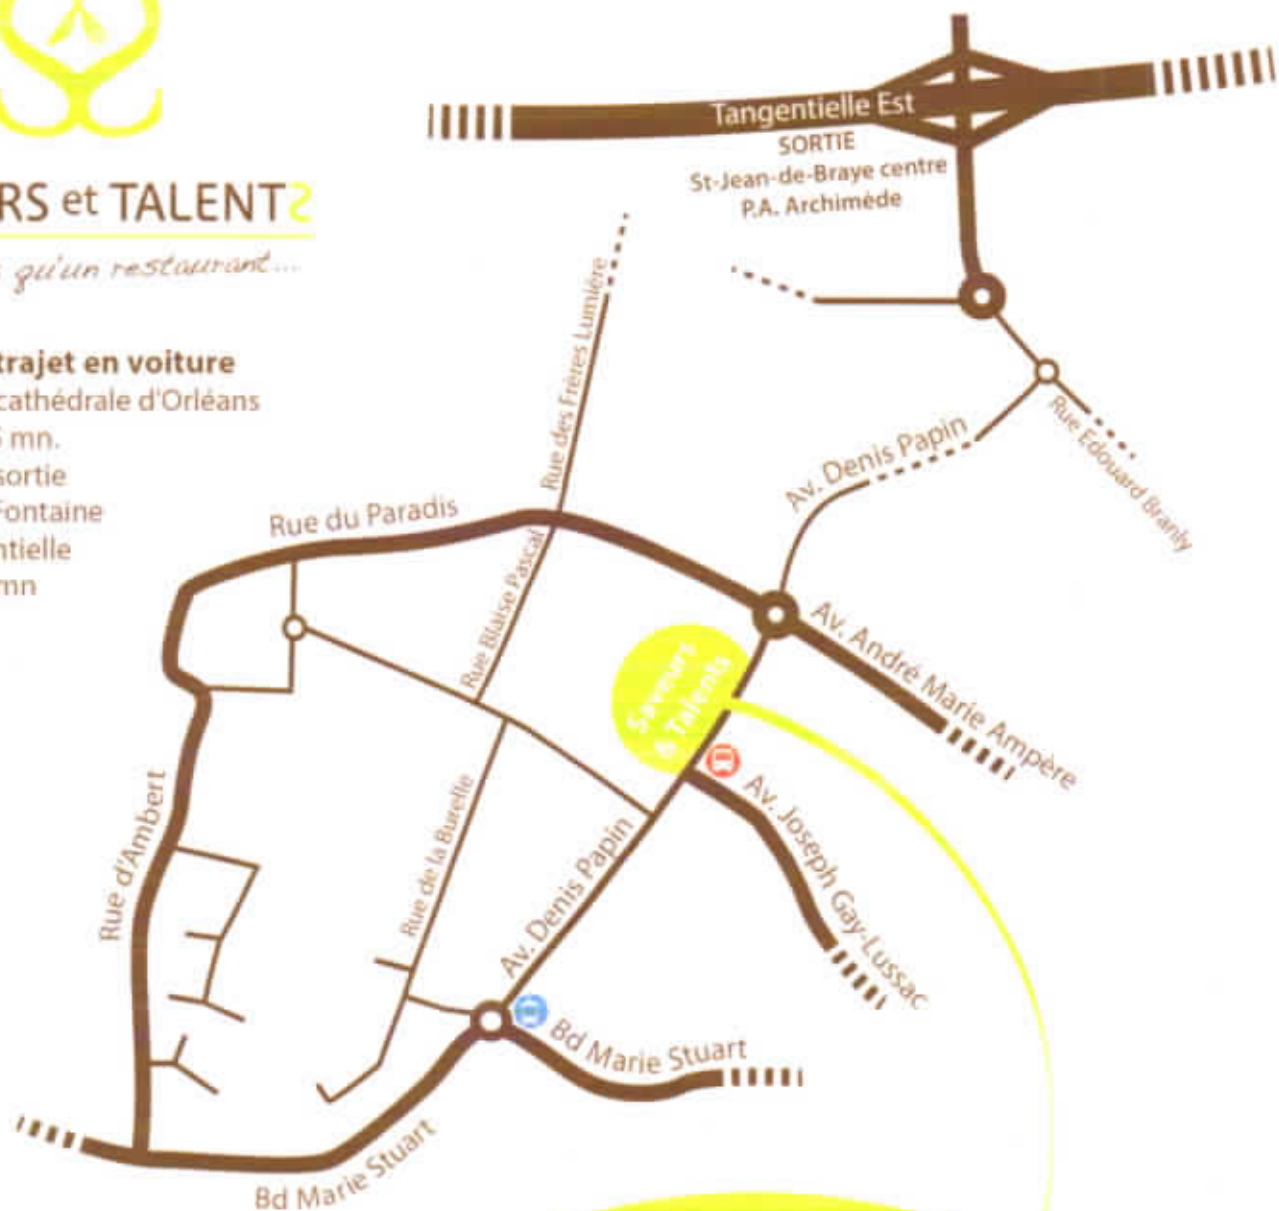 RS et TALENTS
qu'un restaurant...
trajet en voiture
cathédrale d'Orléans
mn.
sortie
Fontaine
ntielle
mn
Tangentielle Est
SORTIE
St-Jean-de-Braye centre
P.A. Archimède
Rue des Frères Lumière
Av. Denis Papin
Rue Edouard Branly
Rue du Paradis
Rue Blaise Pascal
Av. André Marie Ampère
Saveurs
& Talents
Av. Joseph Gay-Lussac
Rue d'Ambert
Rue de la Burelle
Av. Denis Papin
Bd Marie Stuart
Bd Marie Stuart